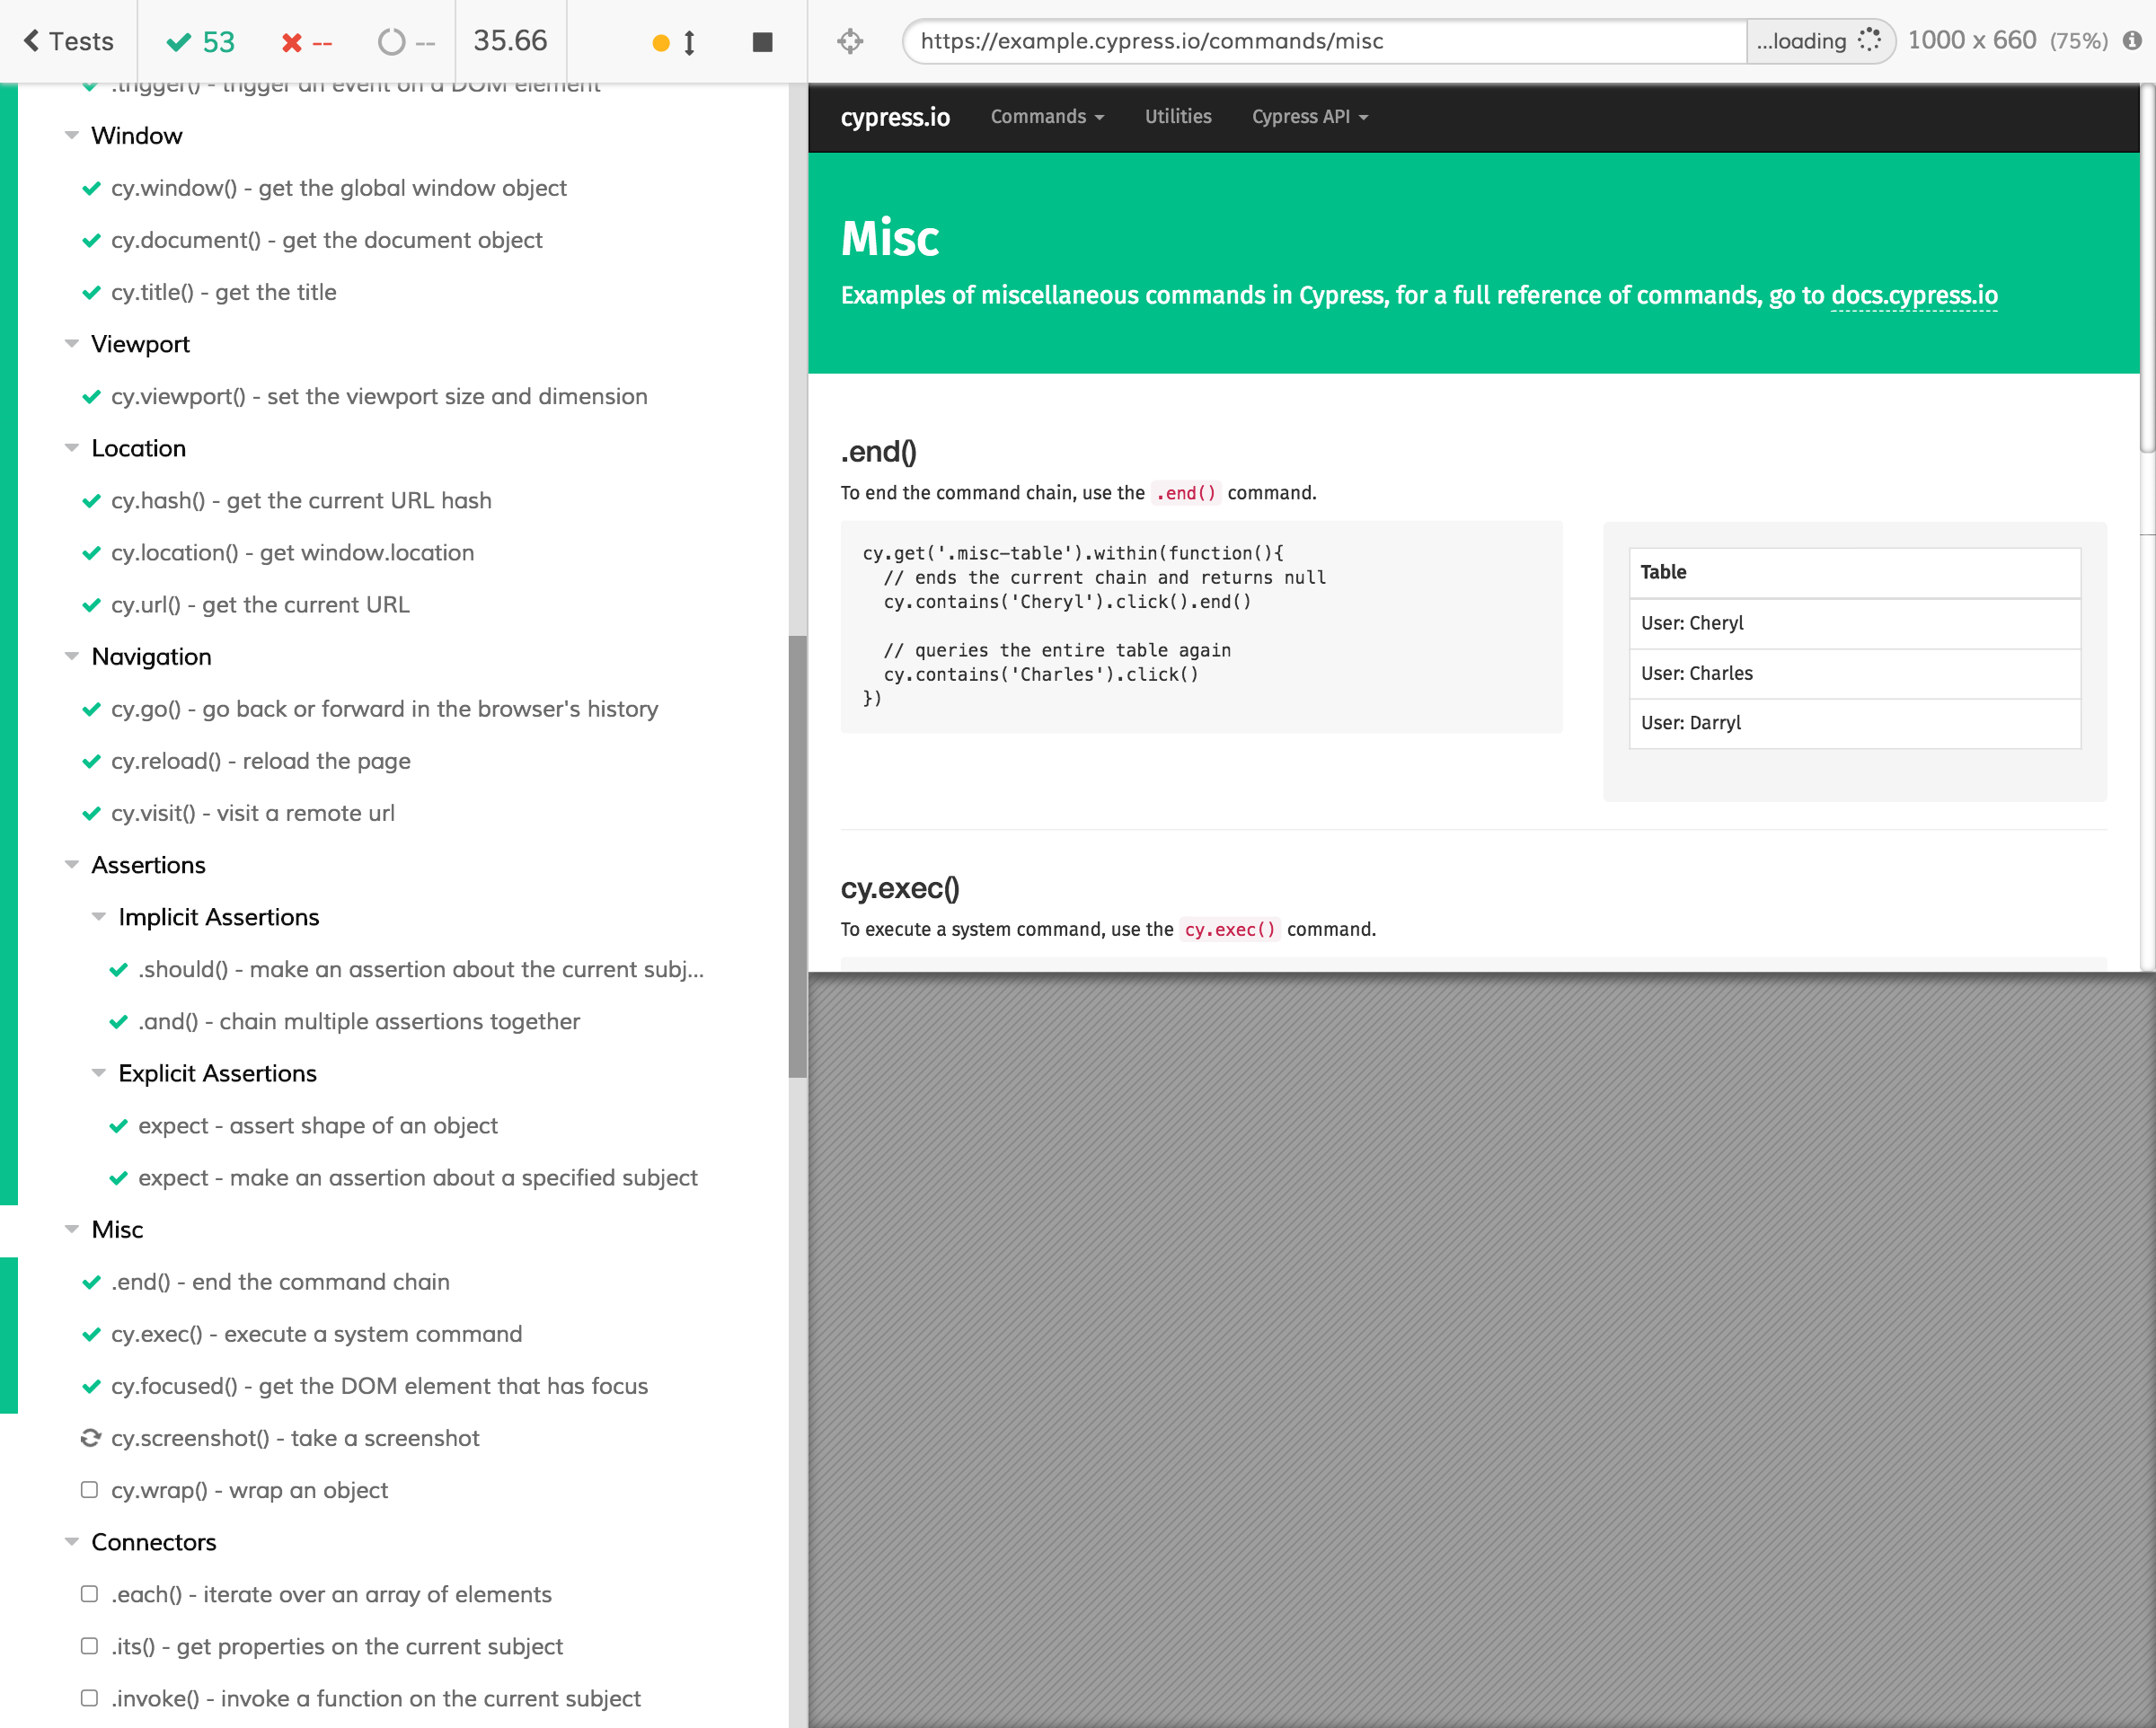 Tests
53
--
--
35.66
https://example.cypress.io/commands/misc
...loading
1000 x 660 (75%)
.trigger() - trigger an event on a DOM element
Window
cy.window() - get the global window object
cy.document() - get the document object
cy.title() - get the title
Viewport
cy.viewport() - set the viewport size and dimension
Location
cy.hash() - get the current URL hash
cy.location() - get window.location
cy.url() - get the current URL
Navigation
cy.go() - go back or forward in the browser's history
cy.reload() - reload the page
cy.visit() - visit a remote url
Assertions
Implicit Assertions
.should() - make an assertion about the current subj...
.and() - chain multiple assertions together
Explicit Assertions
expect - assert shape of an object
expect - make an assertion about a specified subject
Misc
.end() - end the command chain
cy.exec() - execute a system command
cy.focused() - get the DOM element that has focus
cy.screenshot() - take a screenshot
cy.wrap() - wrap an object
Connectors
.each() - iterate over an array of elements
.its() - get properties on the current subject
.invoke() - invoke a function on the current subject
cypress.io
Commands
Utilities
Cypress API
Misc
Examples of miscellaneous commands in Cypress, for a full reference of commands, go to docs.cypress.io
.end()
To end the command chain, use the .end() command.
cy.get('.misc-table').within(function(){
// ends the current chain and returns null
cy.contains('Cheryl').click().end()
// queries the entire table again
cy.contains('Charles').click()
})
Table
User: Cheryl
User: Charles
User: Darryl
cy.exec()
To execute a system command, use the cy.exec() command.